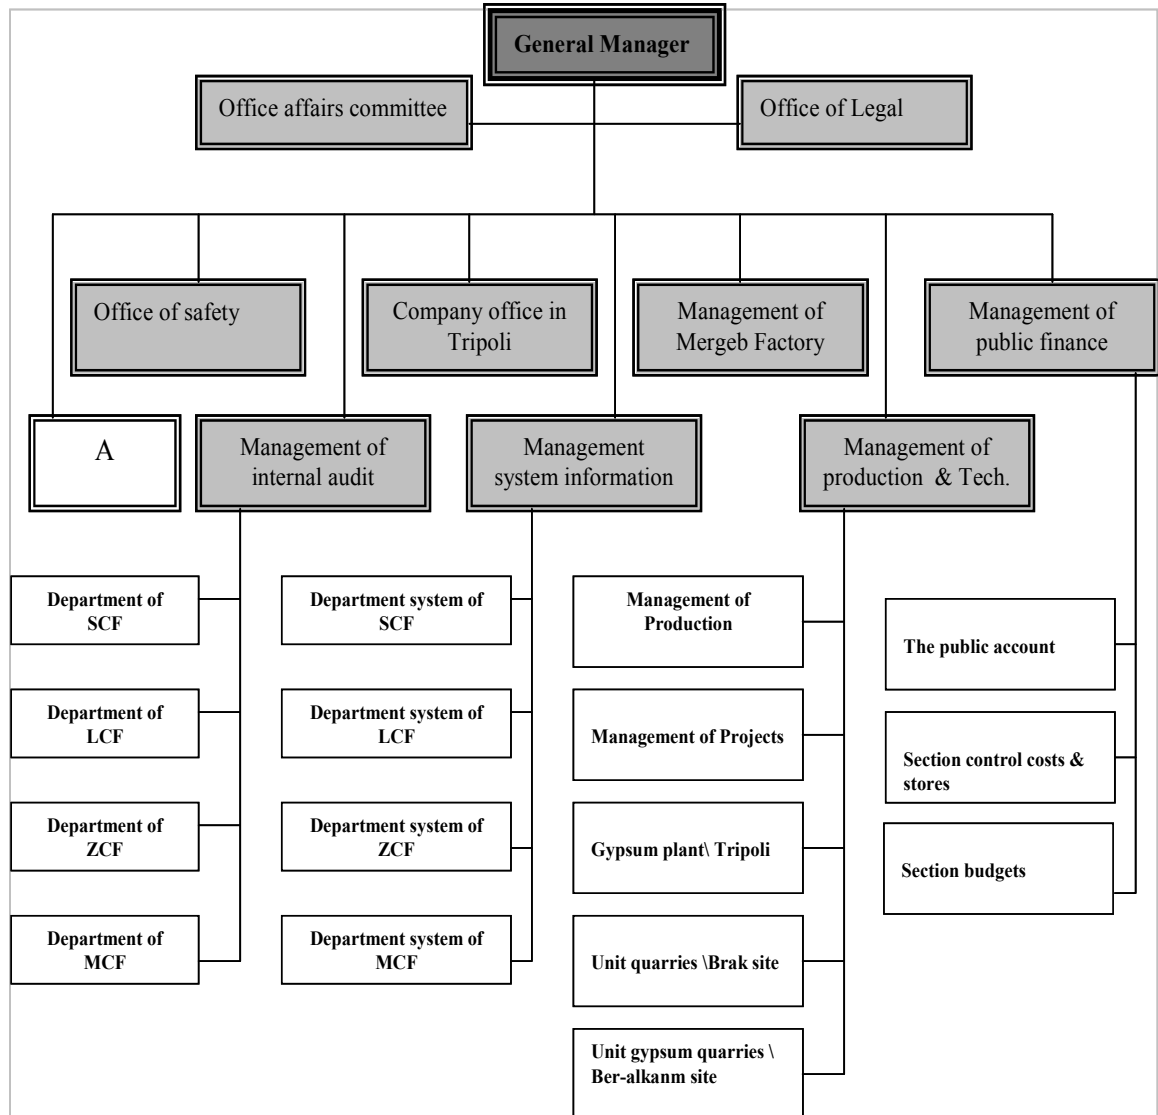 General Manager
Office affairs committee
Office of Legal
Office of safety
Company office in
Tripoli
Management of
Mergeb Factory
Management of
public finance
A
Management of
internal audit
Management
system information
Management of
production & Tech.
Department of
SCF
Department of
LCF
Department of
ZCF
Department of
MCF
Department system of
SCF
Department system of
LCF
Department system of
ZCF
Department system of
MCF
Management of
Production
Management of Projects
Gypsum plant\ Tripoli
Unit quarries \Brak site
Unit gypsum quarries \
Ber-alkanm site
The public account
Section control costs &
stores
Section budgets